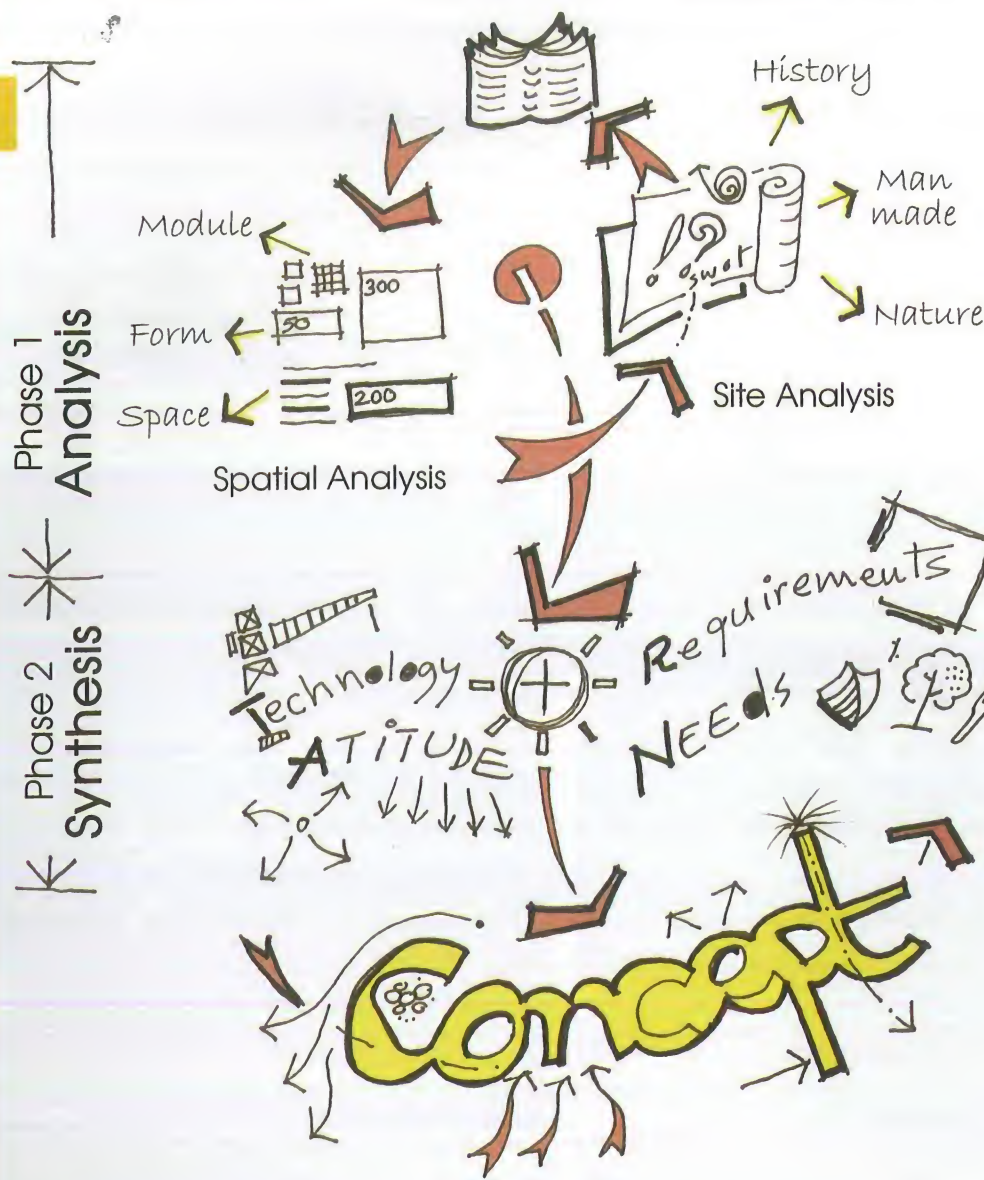 History
Man
made
Nature
Module
300
50
Form
200
Space
swot
Site Analysis
Spatial Analysis
Phase 1
Analysis
Requirements
Technology
NEEds
%
ATiTUDE
Phase 2
Synthesis
Concept